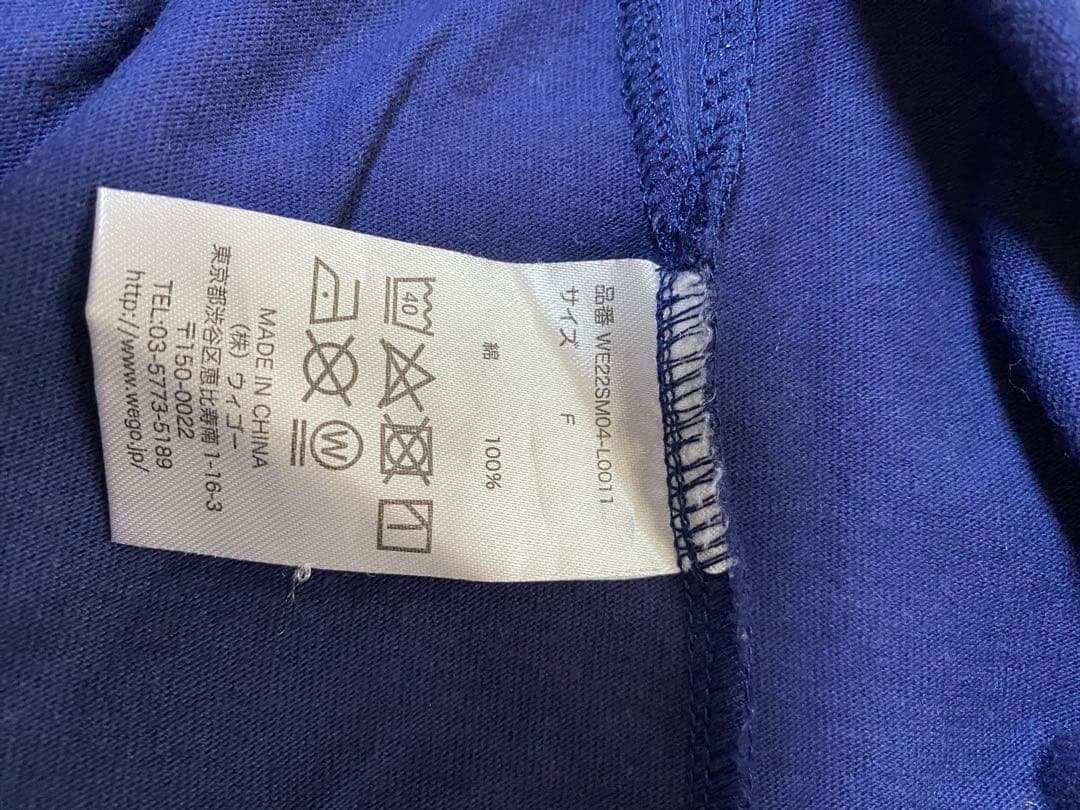 品番 WE22SM04-L0011
サイズ F
綿 100%
40
W
MADE IN CHINA
(株) ウィゴー
〒150-0022
東京都渋谷区恵比寿南1-16-3
TEL.03-5773-5189
http://www.wego.jp/